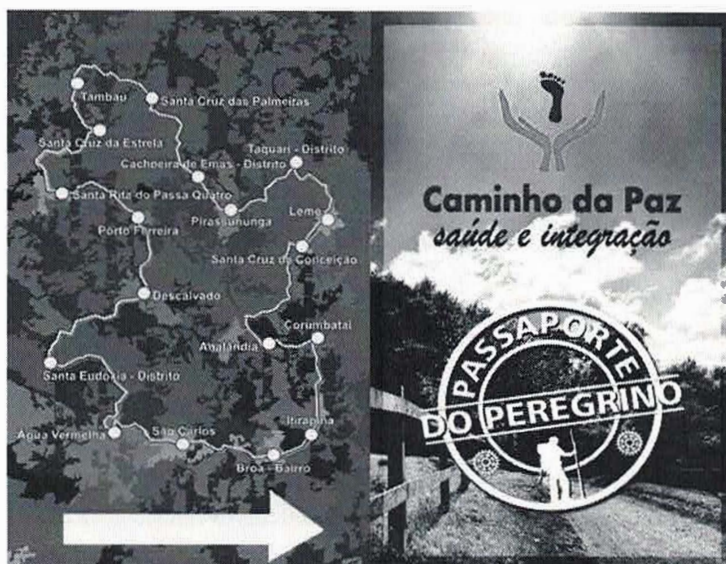 Tambaú
Santa Cruz das Palmeiras
Santa Cruz da Estrela
Taquari - Distrito
Cachoeira de Emas - Distrito
Santa Rita do Passa Quatro
Pirassununga
Leme
Porto Ferreira
Santa Cruz da Conceição
Descalvado
Corumbataí
Analândia
Santa Eudóxia - Distrito
Água Vermelha
São Carlos
Itirapina
Broa - Bairro
Caminho da Paz
saúde e integração
PASSAPORTE
DO PEREGRINO